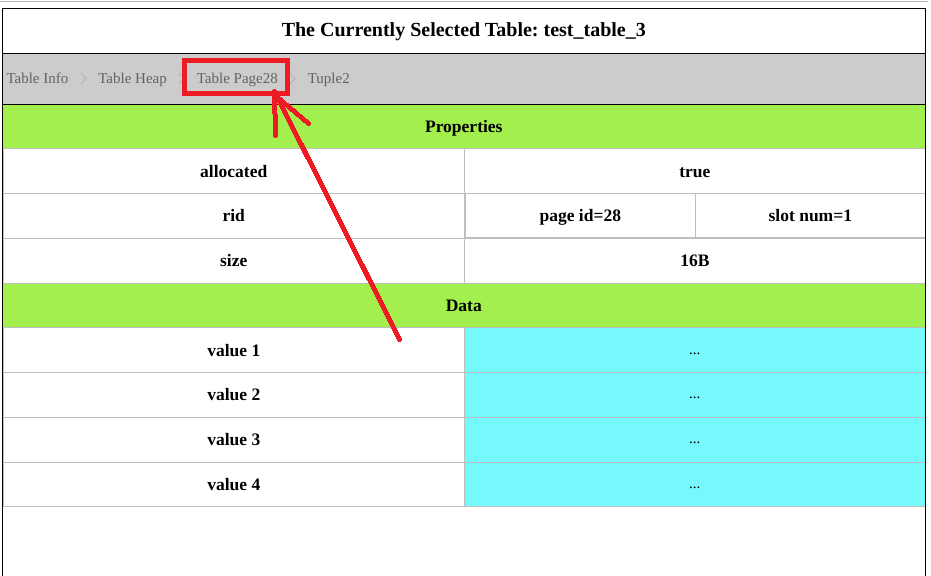 The Currently Selected Table: test_table_3
Table Info > Table Heap > Table Page28 > Tuple2
Properties
allocated true
rid page id=28 slot num=1
size 16B
Data
value 1 ...
value 2 ...
value 3 ...
value 4 ...